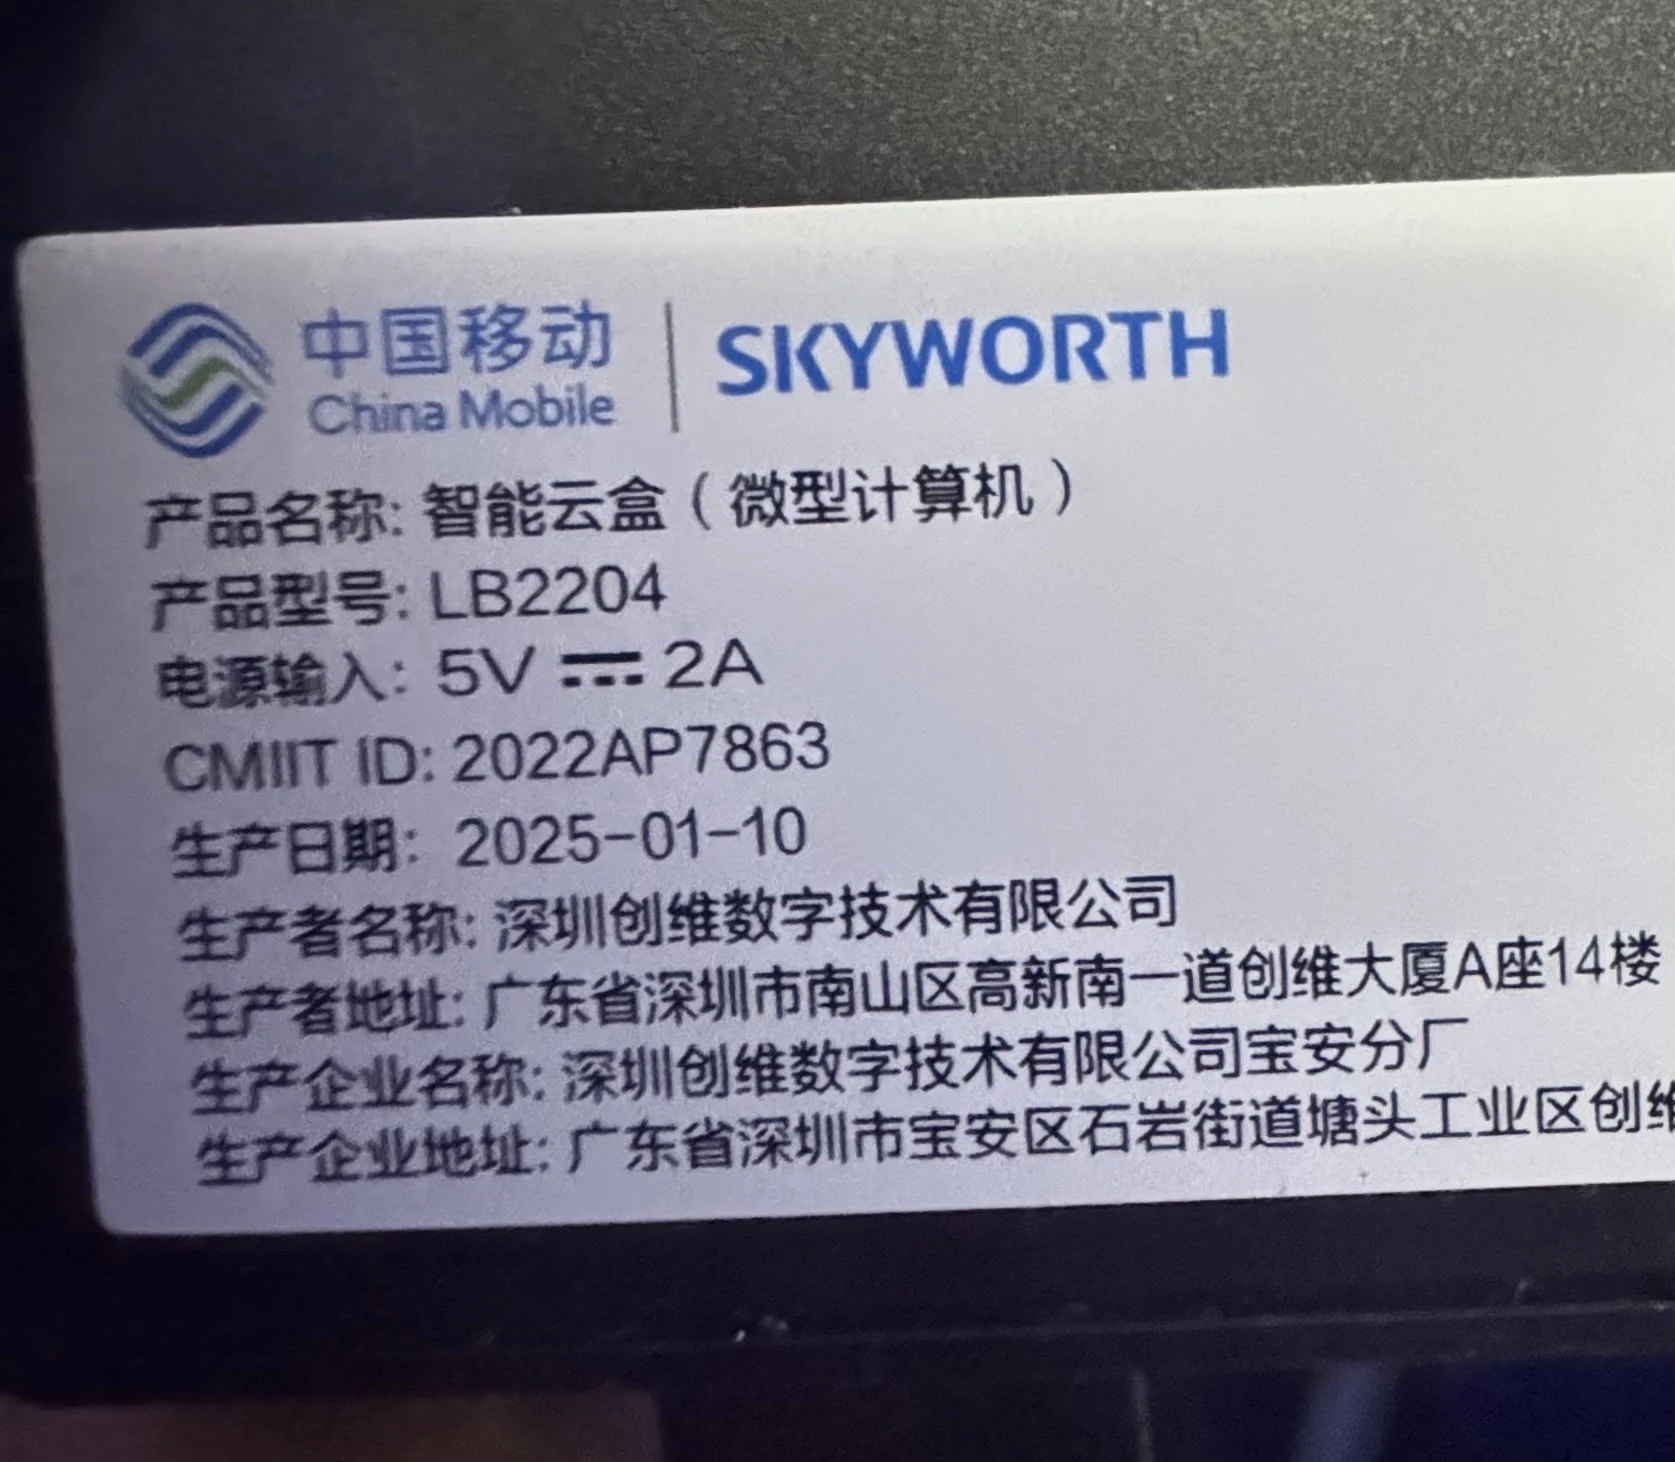 中国移动 China Mobile | SKYWORTH
产品名称: 智能云盒（微型计算机）
产品型号: LB2204
电源输入: 5V ⎓ 2A
CMIIT ID: 2022AP7863
生产日期: 2025-01-10
生产者名称: 深圳创维数字技术有限公司
生产者地址: 广东省深圳市南山区高新南一道创维大厦A座14楼
生产企业名称: 深圳创维数字技术有限公司宝安分厂
生产企业地址: 广东省深圳市宝安区石岩街道塘头工业区创维